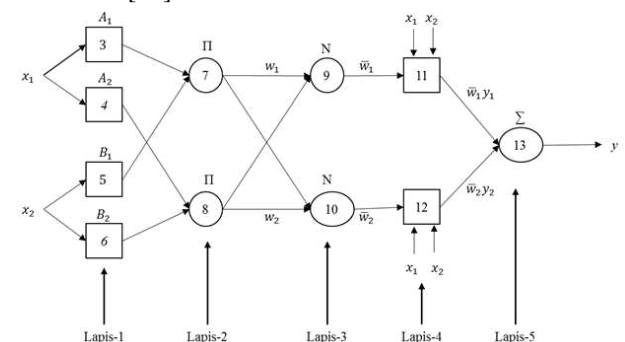 A₁
3
x₁
A₂
4
B₁
5
x₂
B₂
6
Π
7
Π
8
w₁
w₂
N
9
N
10
w̅₁
w̅₂
x₁ x₂
11
12
x₁ x₂
w̅₁y₁
w̅₂y₂
Σ
13
y
Lapis-1
Lapis-2
Lapis-3
Lapis-4
Lapis-5